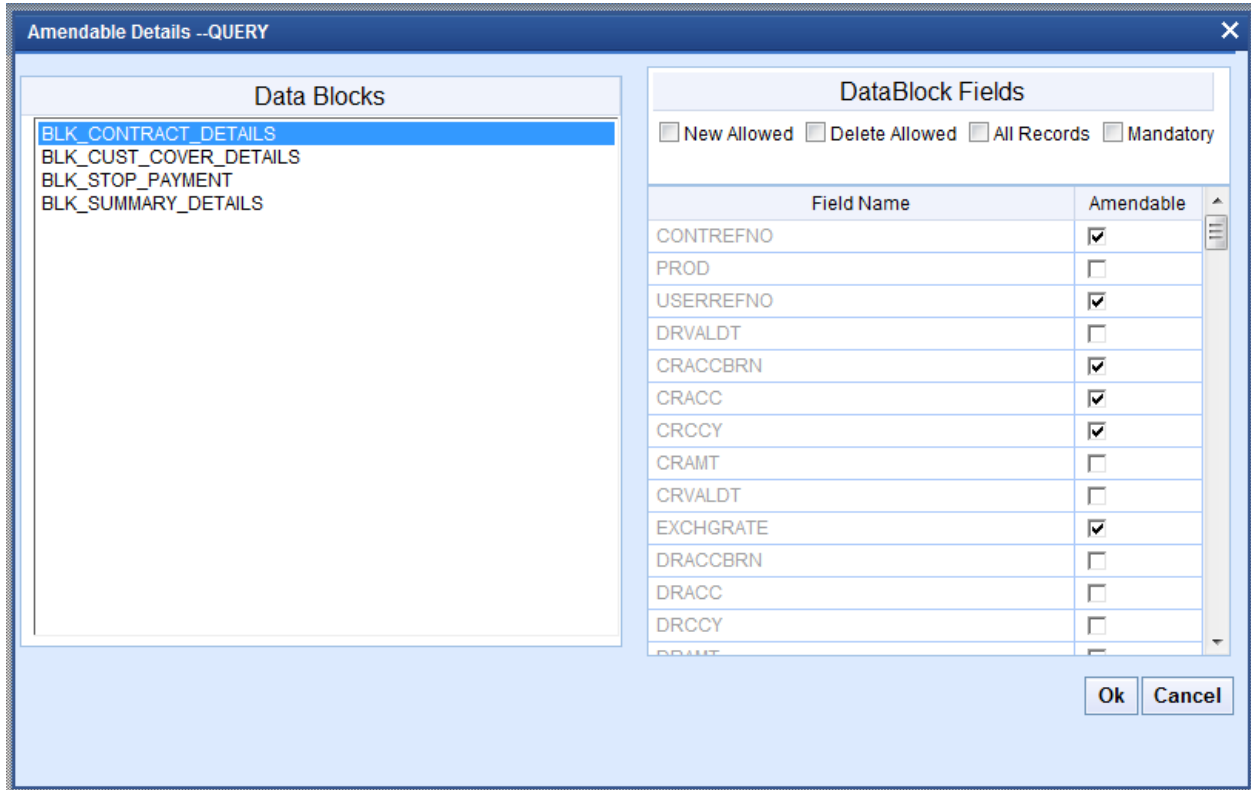 Amendable Details --QUERY
Data Blocks
BLK_CONTRACT_DETAILS
BLK_CUST_COVER_DETAILS
BLK_STOP_PAYMENT
BLK_SUMMARY_DETAILS
DataBlock Fields
New Allowed Delete Allowed All Records Mandatory
Field Name Amendable
CONTREFNO
PROD
USERREFNO
DRVALDT
CRACCBRN
CRACC
CRCCY
CRAMT
CRVALDT
EXCHGRATE
DRACCBRN
DRACC
DRCCY
DRAMT
Ok Cancel